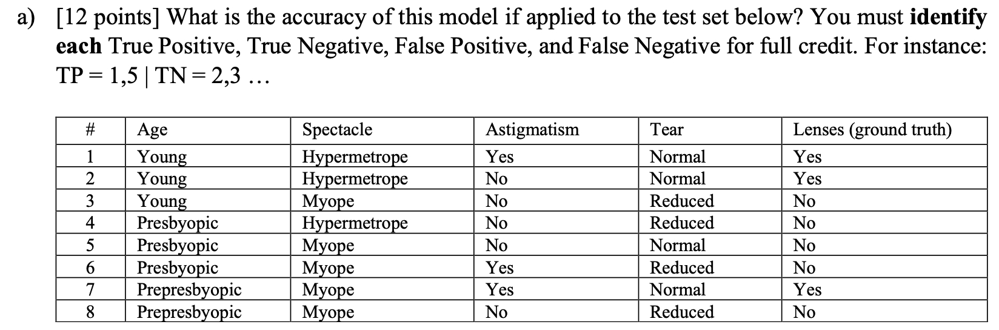 a) [12 points] What is the accuracy of this model if applied to the test set below? You must identify
each True Positive, True Negative, False Positive, and False Negative for full credit. For instance:
TP = 1,5 | TN = 2,3 …
# Age Spectacle Astigmatism Tear Lenses (ground truth)
1 Young Hypermetrope Yes Normal Yes
2 Young Hypermetrope No Normal Yes
3 Young Myope No Reduced No
4 Presbyopic Hypermetrope No Reduced No
5 Presbyopic Myope No Normal No
6 Presbyopic Myope Yes Reduced No
7 Prepresbyopic Myope Yes Normal Yes
8 Prepresbyopic Myope No Reduced No